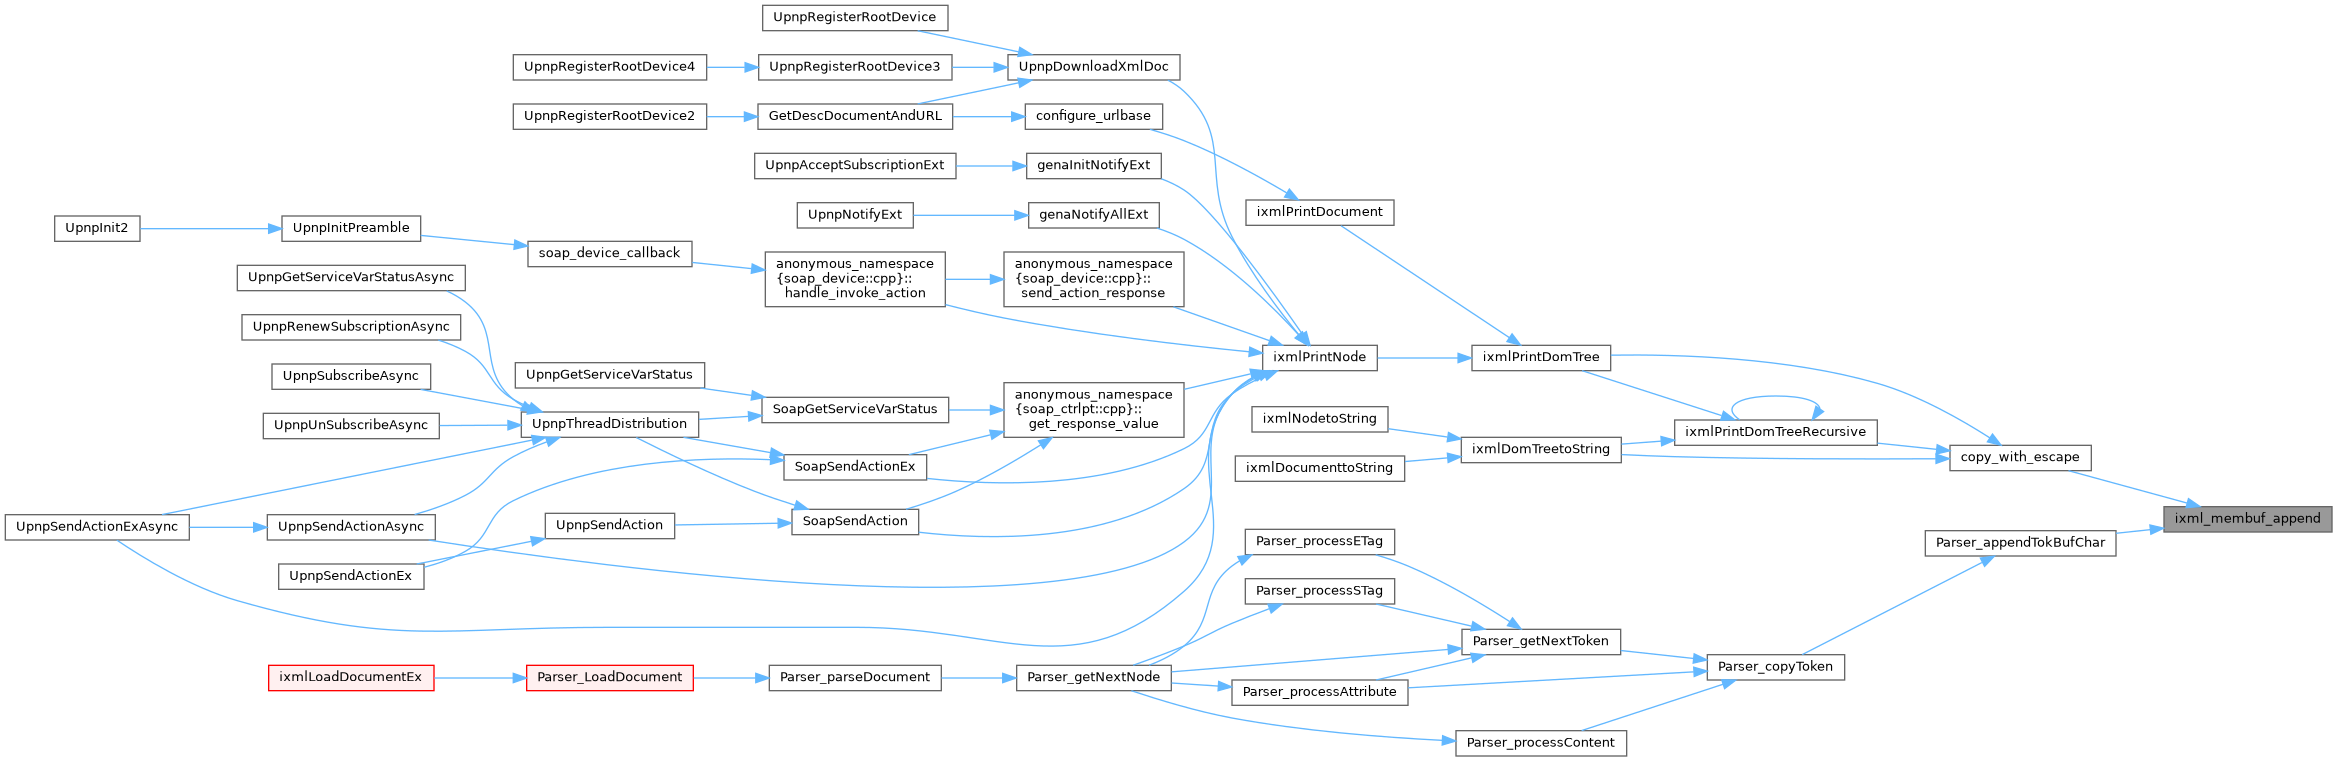 UpnpRegisterRootDevice
UpnpRegisterRootDevice4
UpnpRegisterRootDevice3
UpnpDownloadXmlDoc
UpnpRegisterRootDevice2
GetDescDocumentAndURL
configure_urlbase
UpnpAcceptSubscriptionExt
genaInitNotifyExt
UpnpNotifyExt
genaNotifyAllExt
ixmlPrintDocument
UpnpInit2
UpnpInitPreamble
soap_device_callback
anonymous_namespace
{soap_device::cpp}::
handle_invoke_action
anonymous_namespace
{soap_device::cpp}::
send_action_response
UpnpGetServiceVarStatusAsync
UpnpRenewSubscriptionAsync
ixmlPrintNode
ixmlPrintDomTree
UpnpSubscribeAsync
UpnpGetServiceVarStatus
UpnpUnSubscribeAsync
UpnpThreadDistribution
SoapGetServiceVarStatus
anonymous_namespace
{soap_ctrlpt::cpp}::
get_response_value
ixmlNodetoString
ixmlPrintDomTreeRecursive
ixmlDomTreetoString
copy_with_escape
SoapSendActionEx
ixmlDocumenttoString
UpnpSendActionExAsync
UpnpSendActionAsync
UpnpSendAction
SoapSendAction
ixml_membuf_append
UpnpSendActionEx
Parser_processETag
Parser_appendTokBufChar
Parser_processSTag
Parser_getNextToken
Parser_copyToken
ixmlLoadDocumentEx
Parser_LoadDocument
Parser_parseDocument
Parser_getNextNode
Parser_processAttribute
Parser_processContent